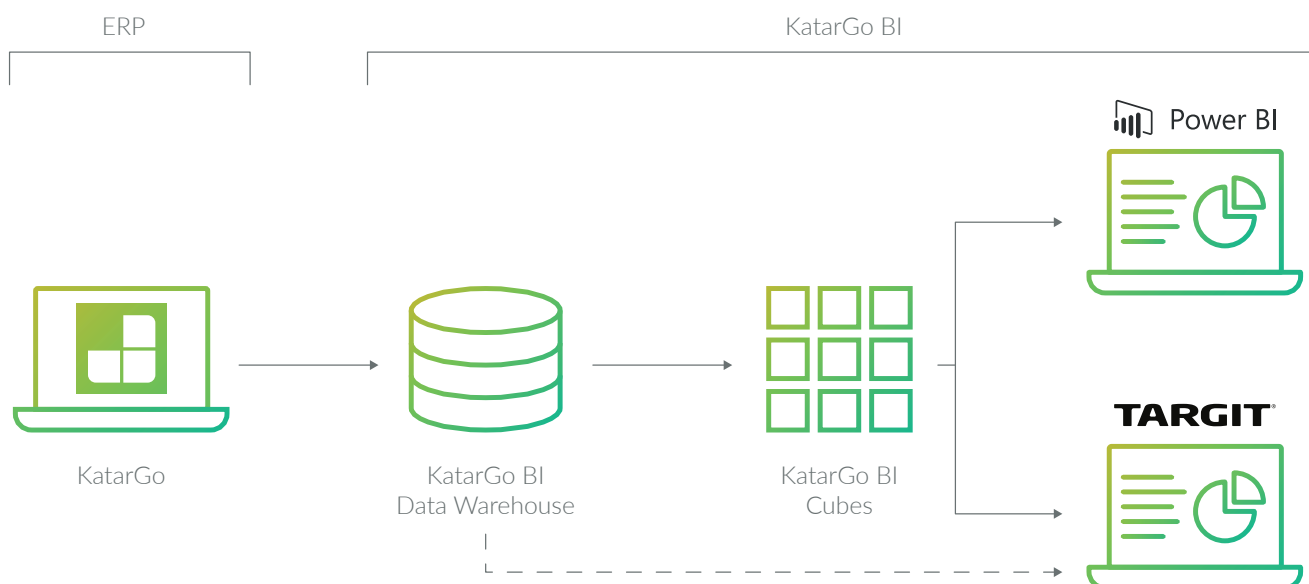 ERP
KatarGo BI
Power BI
TARGIT
KatarGo
KatarGo BI
Data Warehouse
KatarGo BI
Cubes